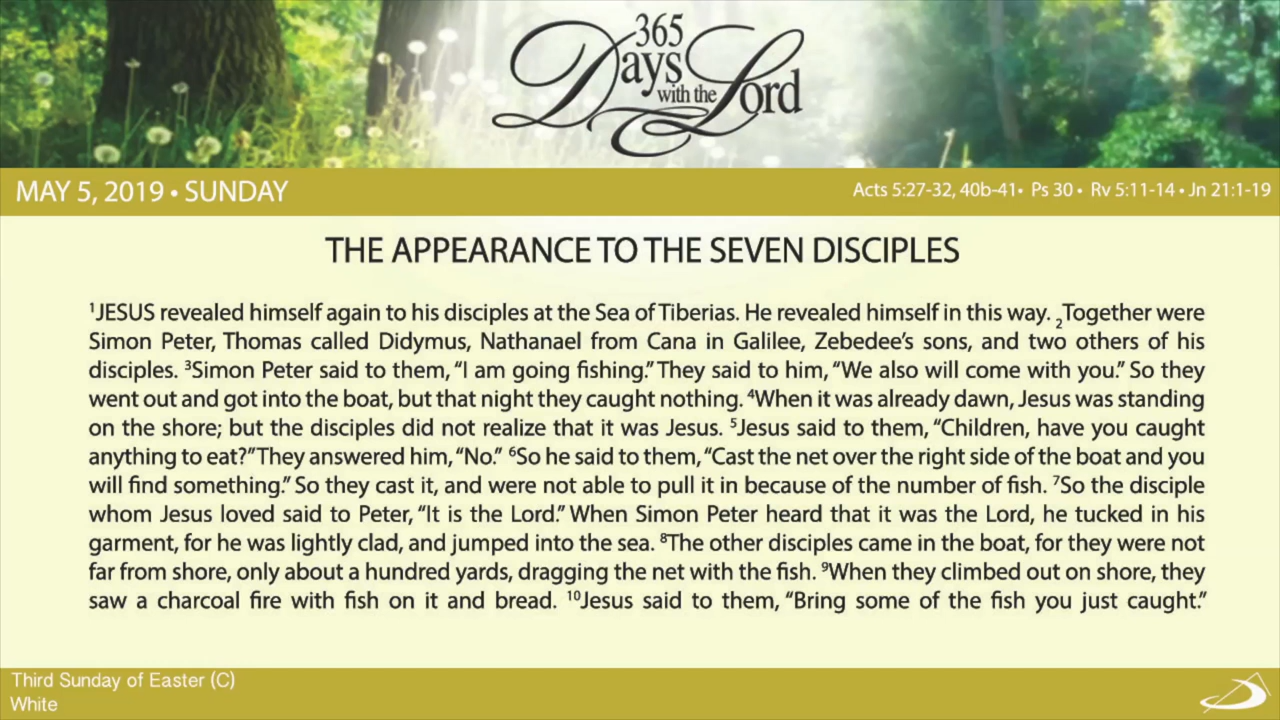 365
Days
with the
Lord
MAY 5, 2019 • SUNDAY
Acts 5:27-32, 40b-41• Ps 30 • Rv 5:11-14 • Jn 21:1-19
THE APPEARANCE TO THE SEVEN DISCIPLES
¹JESUS revealed himself again to his disciples at the Sea of Tiberias. He revealed himself in this way. ₂Together were
Simon Peter, Thomas called Didymus, Nathanael from Cana in Galilee, Zebedee’s sons, and two others of his
disciples. ³Simon Peter said to them, “I am going fishing.” They said to him, “We also will come with you.” So they
went out and got into the boat, but that night they caught nothing. ⁴When it was already dawn, Jesus was standing
on the shore; but the disciples did not realize that it was Jesus. ⁵Jesus said to them, “Children, have you caught
anything to eat?” They answered him, “No.” ⁶So he said to them, “Cast the net over the right side of the boat and you
will find something.” So they cast it, and were not able to pull it in because of the number of fish. ⁷So the disciple
whom Jesus loved said to Peter, “It is the Lord.” When Simon Peter heard that it was the Lord, he tucked in his
garment, for he was lightly clad, and jumped into the sea. ⁸The other disciples came in the boat, for they were not
far from shore, only about a hundred yards, dragging the net with the fish. ⁹When they climbed out on shore, they
saw a charcoal fire with fish on it and bread. ¹⁰Jesus said to them, “Bring some of the fish you just caught.”
Third Sunday of Easter (C)
White